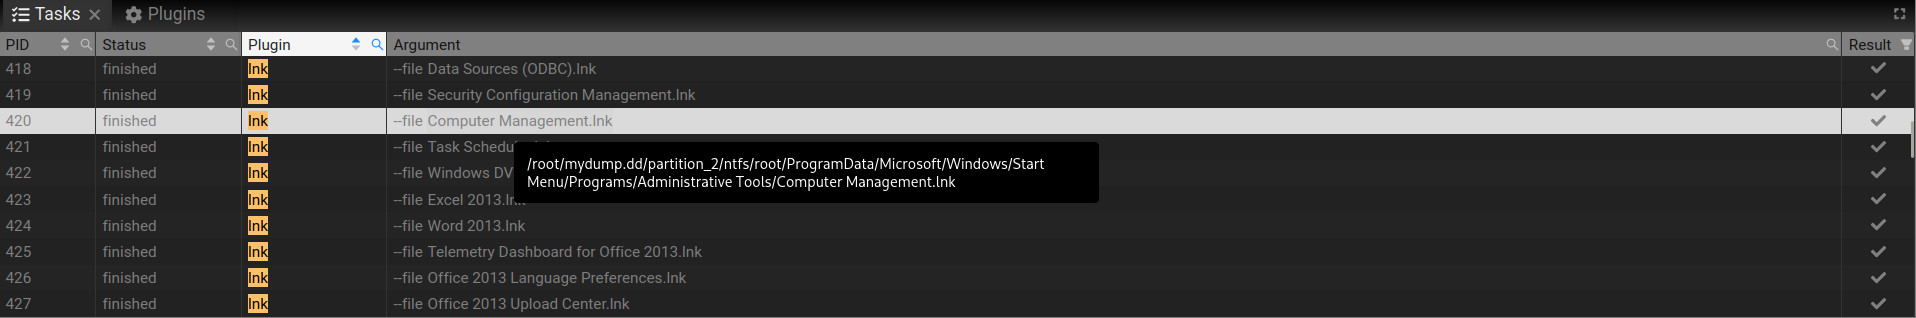 Tasks Plugins
PID Status Plugin Argument Result
418 finished lnk --file Data Sources (ODBC).lnk
419 finished lnk --file Security Configuration Management.lnk
420 finished lnk --file Computer Management.lnk
421 finished lnk --file Task
/root/mydump.dd/partition_2/ntfs/root/ProgramData/Microsoft/Windows/Start
422 finished lnk --file Windows
Menu/Programs/Administrative Tools/Computer Management.lnk
423 finished lnk --file Excel 2013.lnk
424 finished lnk --file Word 2013.lnk
425 finished lnk --file Telemetry Dashboard for Office 2013.lnk
426 finished lnk --file Office 2013 Language Preferences.lnk
427 finished lnk --file Office 2013 Upload Center.lnk